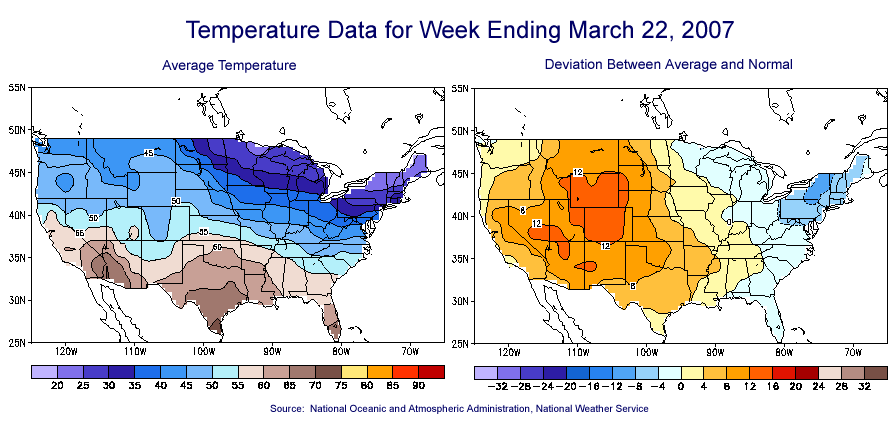 Temperature Data for Week Ending March 22, 2007
Average Temperature
Deviation Between Average and Normal
55N
50N
45N
40N
35N
30N
25N
45
50
50
55
55
60
120W 110W 100W 90W 80W 70W
20 25 30 35 40 45 50 55 60 65 70 75 80 85 90
55N
50N
45N
40N
35N
30N
25N
12
8
12
12
8
120W 110W 100W 90W 80W 70W
-32 -28 -24 -20 -16 -12 -8 -4 0 4 8 12 16 20 24 28 32
Source: National Oceanic and Atmospheric Administration, National Weather Service